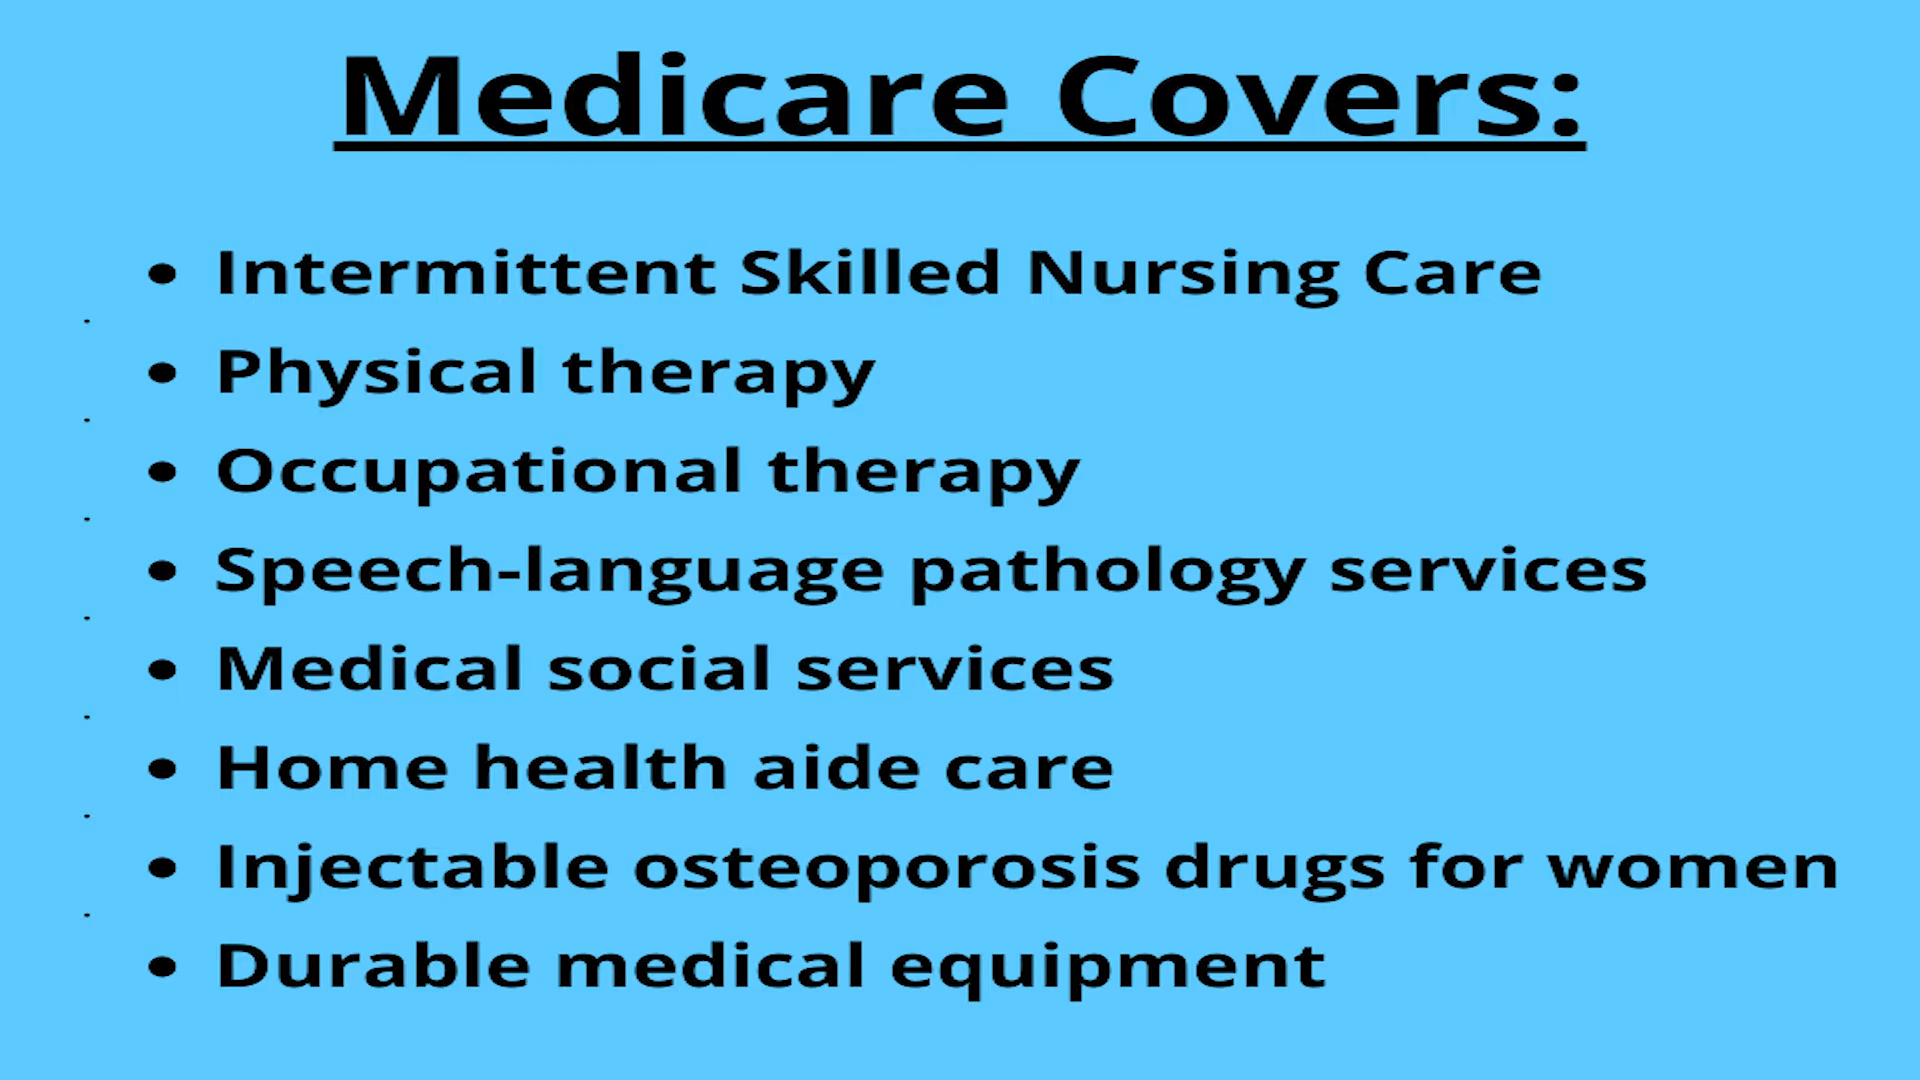 Medicare Covers:
• Intermittent Skilled Nursing Care
• Physical therapy
• Occupational therapy
• Speech-language pathology services
• Medical social services
• Home health aide care
• Injectable osteoporosis drugs for women
• Durable medical equipment